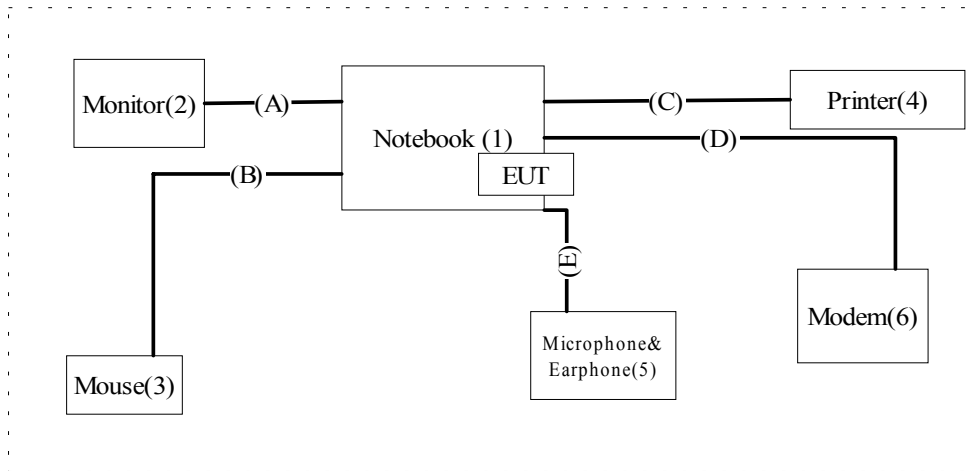 Monitor(2)
(A)
Notebook (1)
(C)
Printer(4)
(D)
(B)
EUT
(E)
Microphone&
Earphone(5)
Modem(6)
Mouse(3)